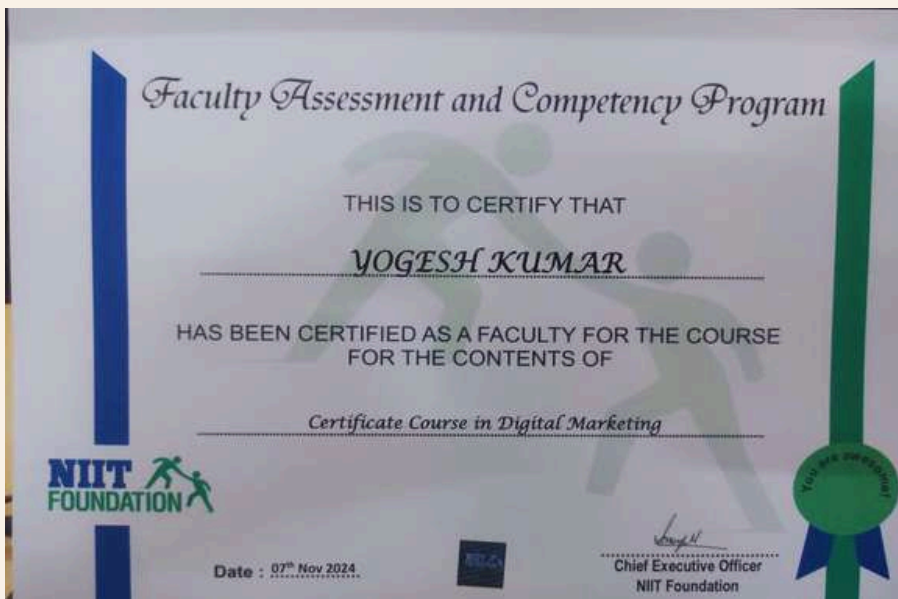 Faculty Assessment and Competency Program
THIS IS TO CERTIFY THAT
YOGESH KUMAR
HAS BEEN CERTIFIED AS A FACULTY FOR THE COURSE
FOR THE CONTENTS OF
Certificate Course in Digital Marketing
NIIT
FOUNDATION
You are awesome!
Date : 07th Nov 2024
Chief Executive Officer
NIIT Foundation